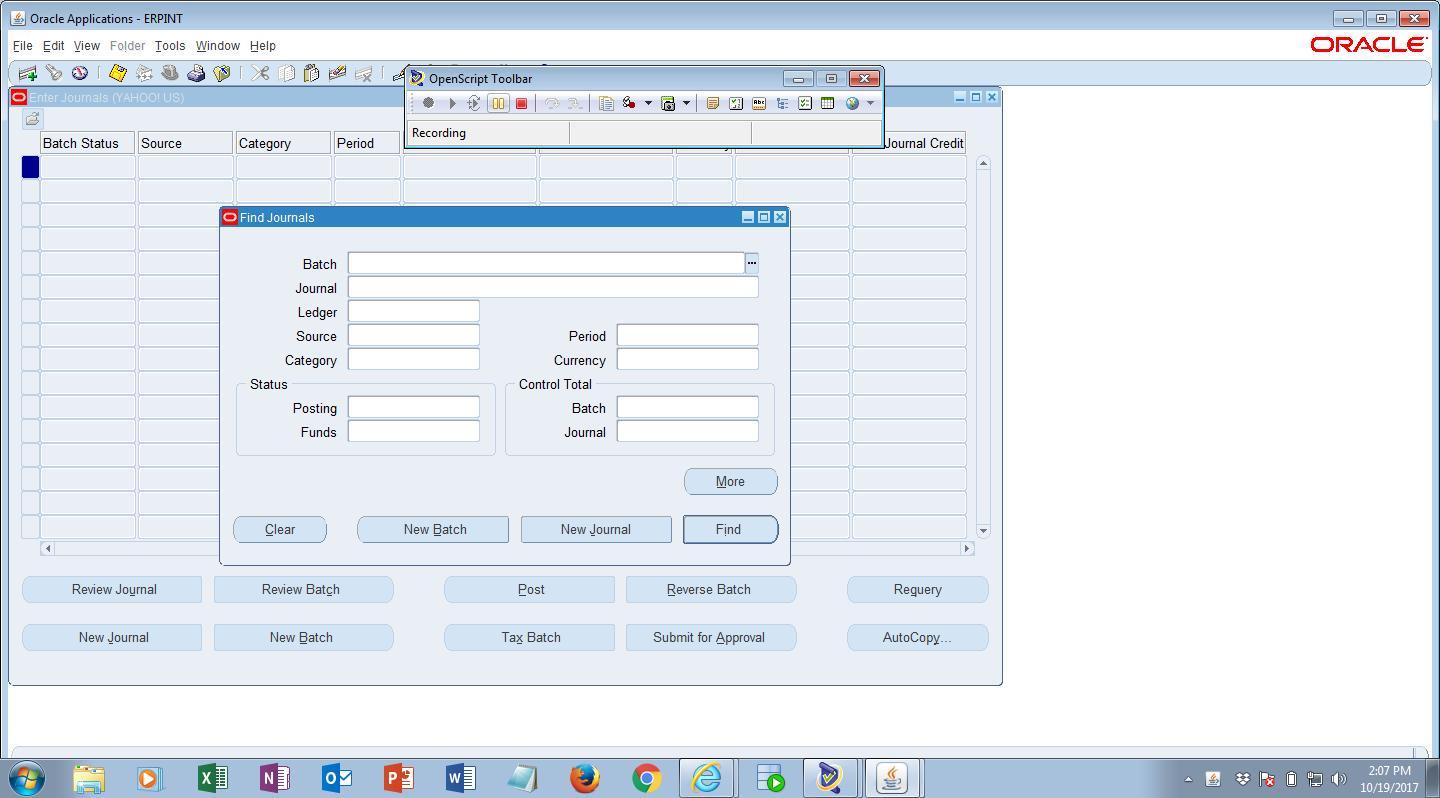 Oracle Applications - ERPINT
File Edit View Folder Tools Window Help
ORACLE
OpenScript Toolbar
Recording
Enter Journals (YAHOO! US)
Batch Status Source Category Period Journal Credit
Find Journals
Batch
Journal
Ledger
Source Period
Category Currency
Status Control Total
Posting Batch
Funds Journal
More
Clear New Batch New Journal Find
Review Journal Review Batch Post Reverse Batch Requery
New Journal New Batch Tax Batch Submit for Approval AutoCopy...
2:07 PM
10/19/2017